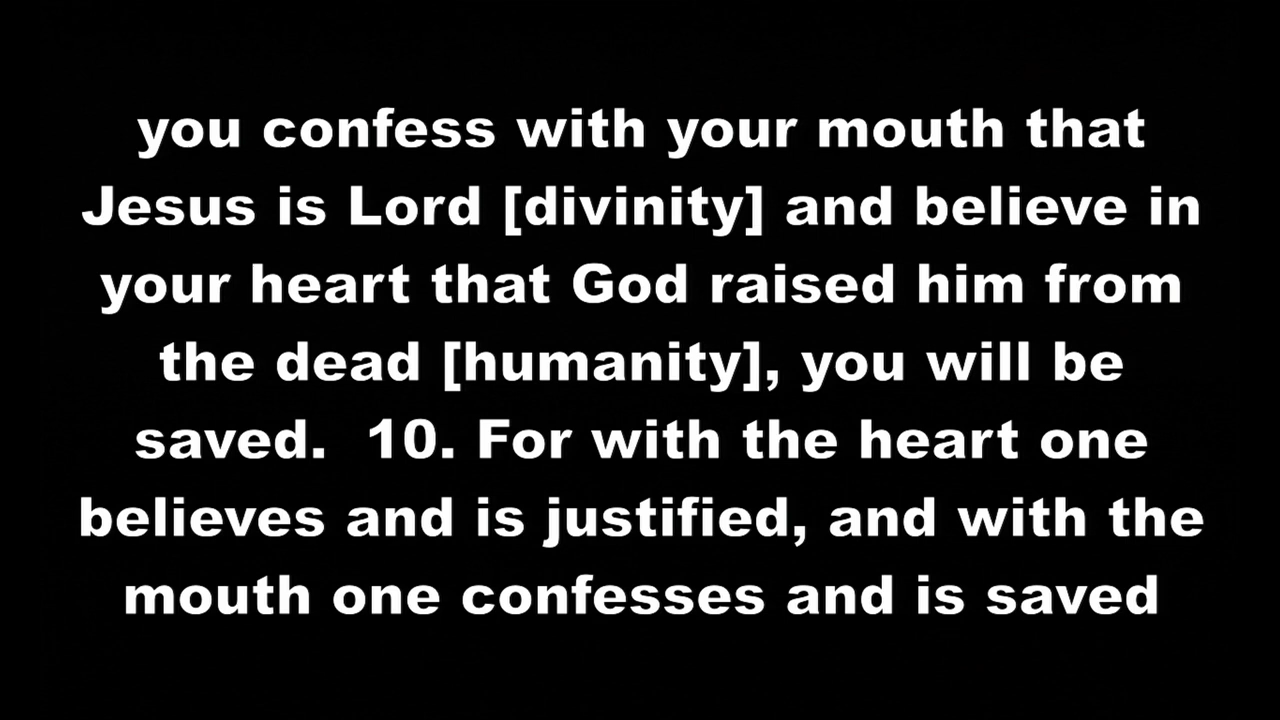 you confess with your mouth that
Jesus is Lord [divinity] and believe in
your heart that God raised him from
the dead [humanity], you will be
saved.  10. For with the heart one
believes and is justified, and with the
mouth one confesses and is saved